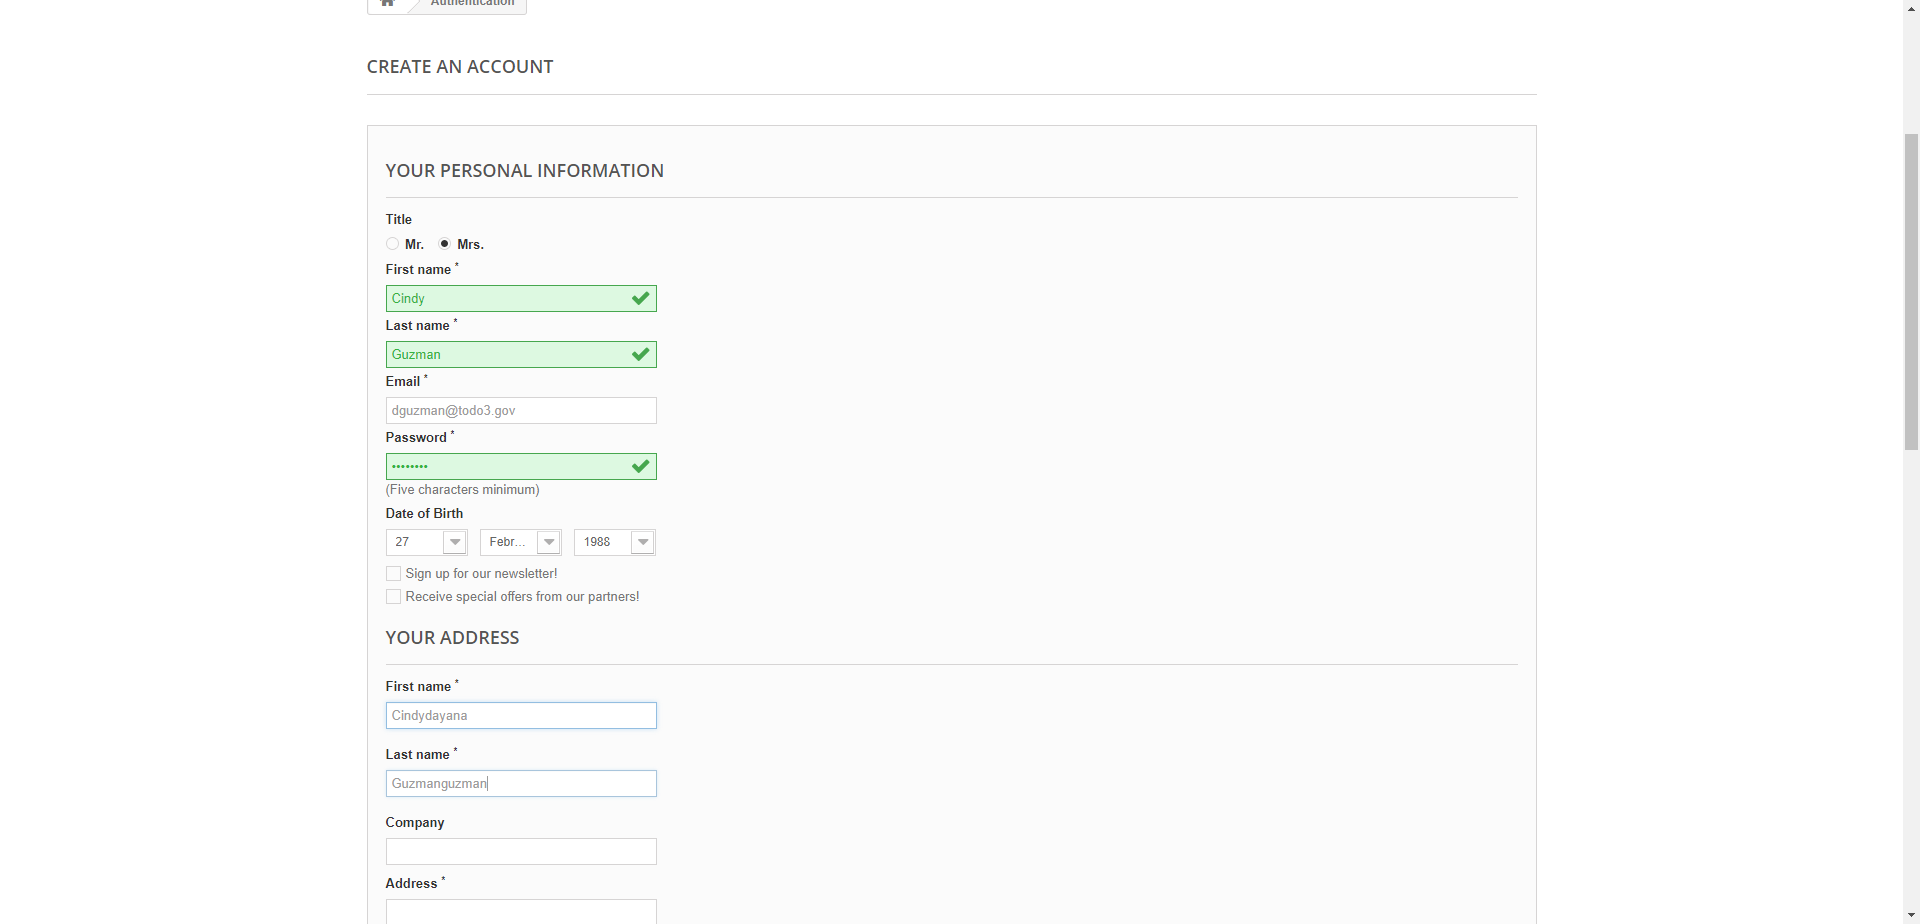 Authentication
CREATE AN ACCOUNT
YOUR PERSONAL INFORMATION
Title
Mr. Mrs.
First name *
Cindy
Last name *
Guzman
Email *
dguzman@todo3.gov
Password *
••••••••
(Five characters minimum)
Date of Birth
27 Febr... 1988
Sign up for our newsletter!
Receive special offers from our partners!
YOUR ADDRESS
First name *
Cindydayana
Last name *
Guzmanguzman
Company
Address *